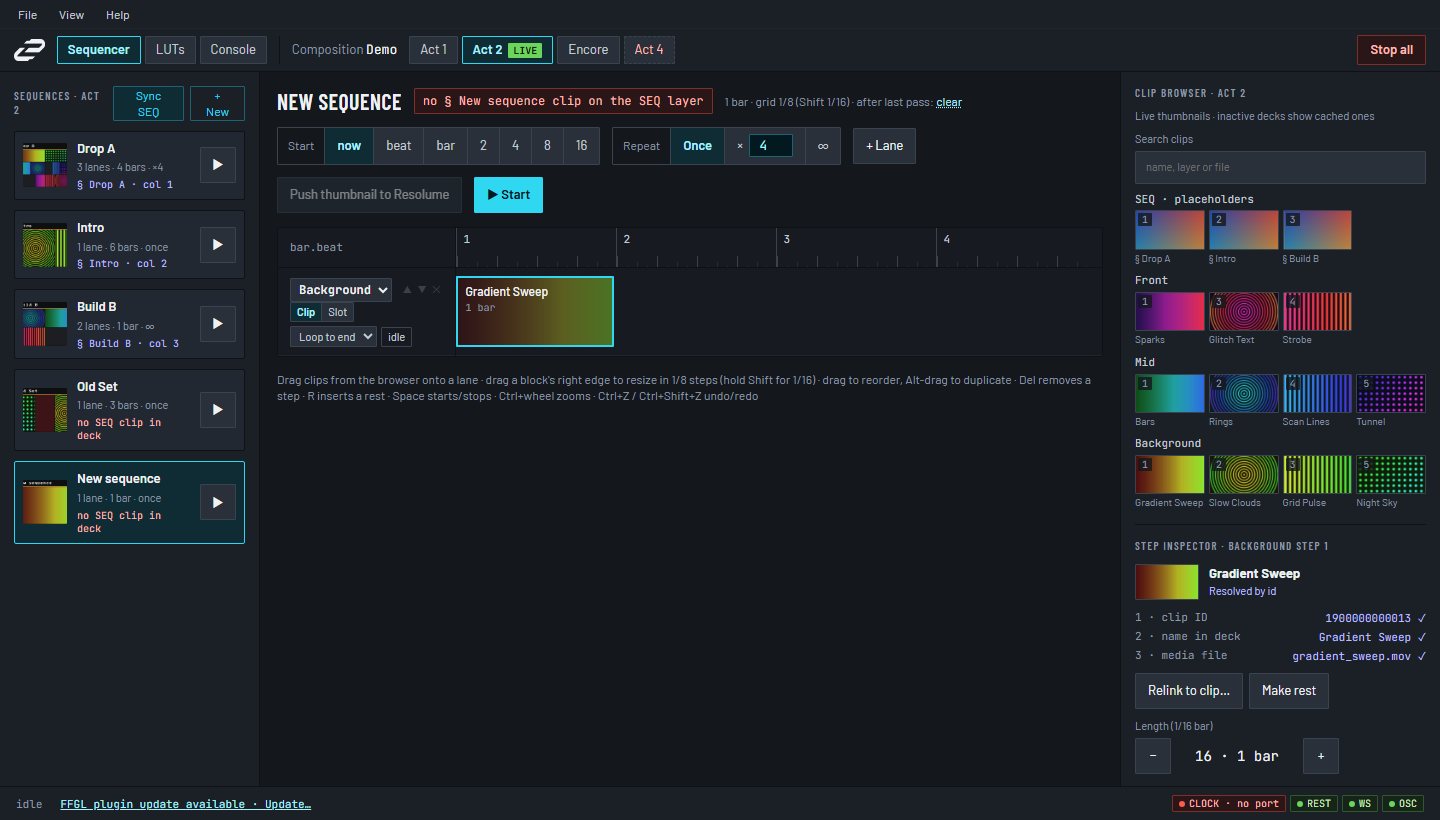 File View Help
Sequencer LUTs Console Composition Demo Act 1 Act 2 LIVE Encore Act 4 Stop all
SEQUENCES · ACT 2
Sync SEQ
+ New
Drop A
3 lanes · 4 bars · ×4
§ Drop A · col 1
Intro
1 lane · 6 bars · once
§ Intro · col 2
Build B
2 lanes · 1 bar · ∞
§ Build B · col 3
Old Set
1 lane · 3 bars · once
no SEQ clip in
deck
New sequence
1 lane · 1 bar · once
no SEQ clip in
deck
NEW SEQUENCE no § New sequence clip on the SEQ layer 1 bar · grid 1/8 (Shift 1/16) · after last pass: clear
Start now beat bar 2 4 8 16 Repeat Once × 4 ∞ + Lane
Push thumbnail to Resolume ▶ Start
bar.beat 1 2 3 4
Background ▲ ▼ ✕
Clip Slot
Loop to end idle
Gradient Sweep
1 bar
Drag clips from the browser onto a lane · drag a block's right edge to resize in 1/8 steps (hold Shift for 1/16) · drag to reorder, Alt-drag to duplicate · Del removes a
step · R inserts a rest · Space starts/stops · Ctrl+wheel zooms · Ctrl+Z / Ctrl+Shift+Z undo/redo
CLIP BROWSER · ACT 2
Live thumbnails · inactive decks show cached ones
Search clips
name, layer or file
SEQ · placeholders
1 2 3
§ Drop A § Intro § Build B
Front
1 3 4
Sparks Glitch Text Strobe
Mid
1 2 4 5
Bars Rings Scan Lines Tunnel
Background
1 2 3 5
Gradient Sweep Slow Clouds Grid Pulse Night Sky
STEP INSPECTOR · BACKGROUND STEP 1
Gradient Sweep
Resolved by id
1 · clip ID 1900000000013 ✓
2 · name in deck Gradient Sweep ✓
3 · media file gradient_sweep.mov ✓
Relink to clip… Make rest
Length (1/16 bar)
− 16 · 1 bar +
idle FFGL plugin update available · Update… CLOCK · no port REST WS OSC